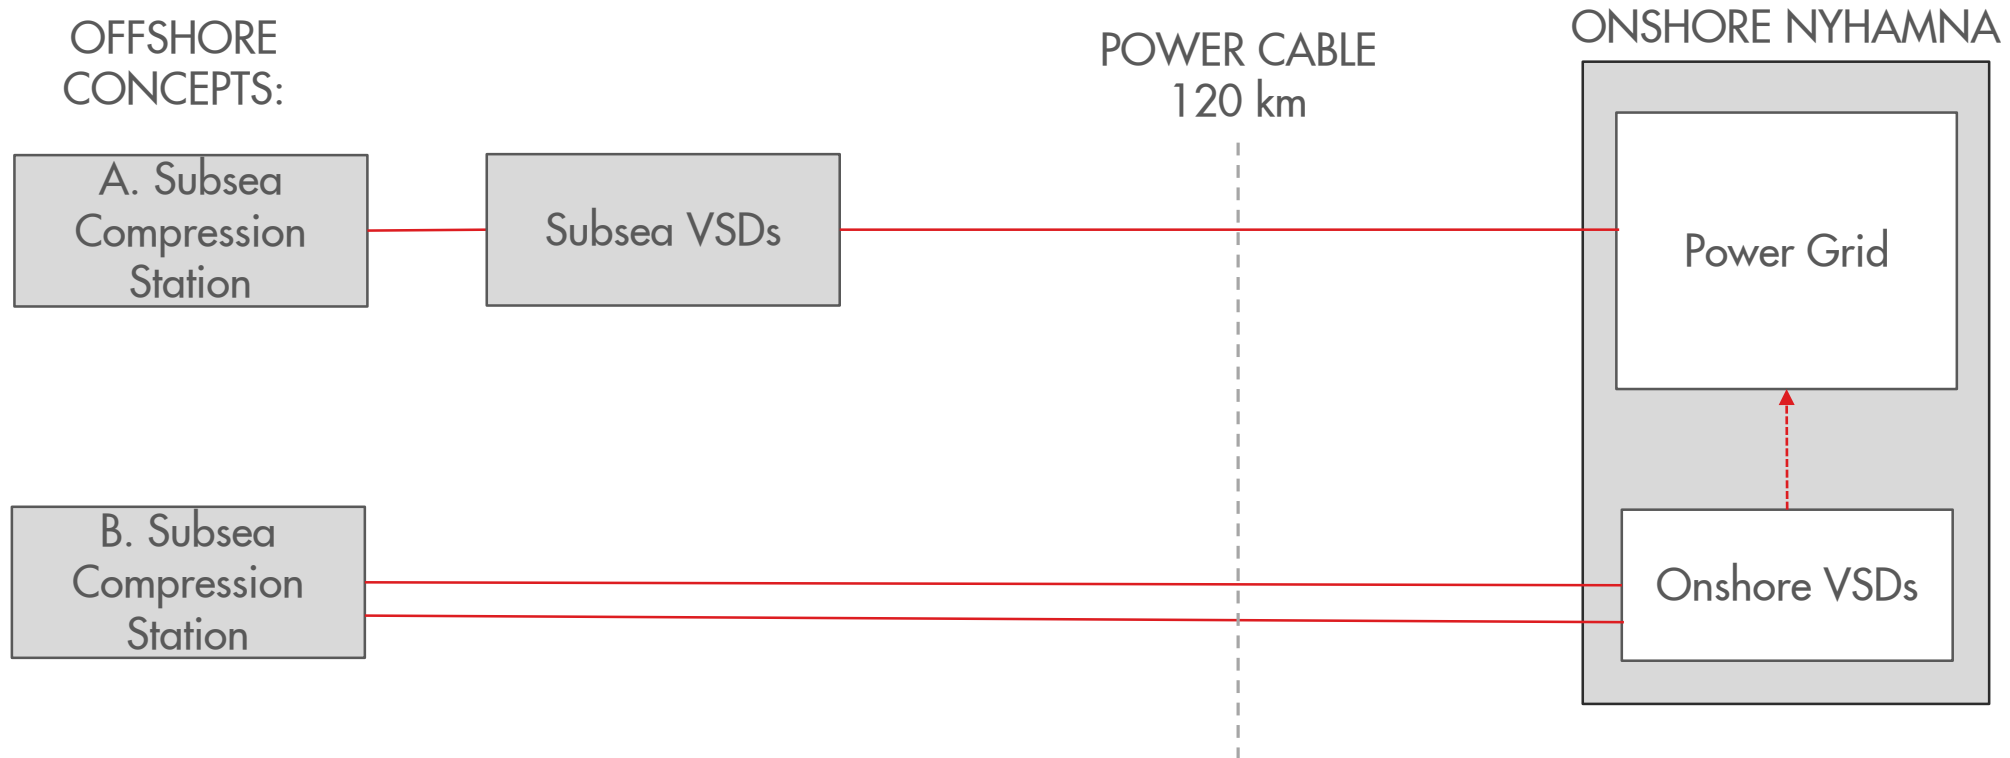 OFFSHORE
CONCEPTS:
POWER CABLE
120 km
ONSHORE NYHAMNA
A. Subsea
Compression
Station
Subsea VSDs
Power Grid
B. Subsea
Compression
Station
Onshore VSDs